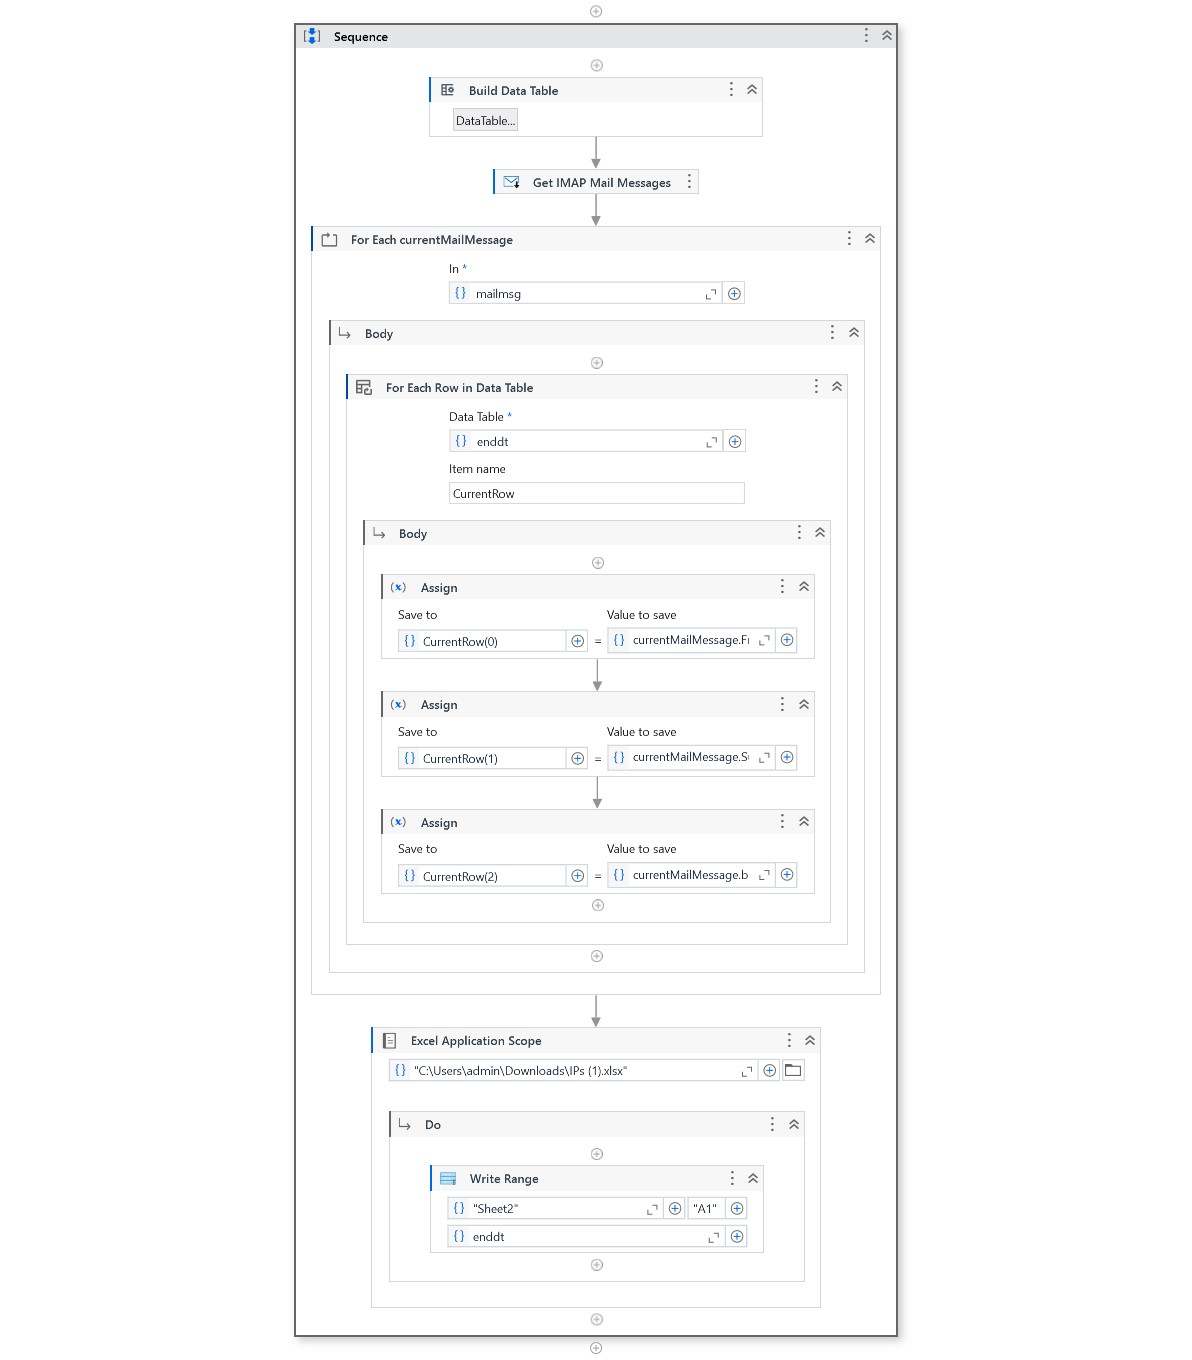 Sequence
Build Data Table
DataTable...
Get IMAP Mail Messages
For Each currentMailMessage
In *
mailmsg
Body
For Each Row in Data Table
Data Table *
enddt
Item name
CurrentRow
Body
Assign
Save to Value to save
CurrentRow(0) = currentMailMessage.Fr
Assign
Save to Value to save
CurrentRow(1) = currentMailMessage.S
Assign
Save to Value to save
CurrentRow(2) = currentMailMessage.b
Excel Application Scope
"C:\Users\admin\Downloads\IPs (1).xlsx"
Do
Write Range
"Sheet2" "A1"
enddt